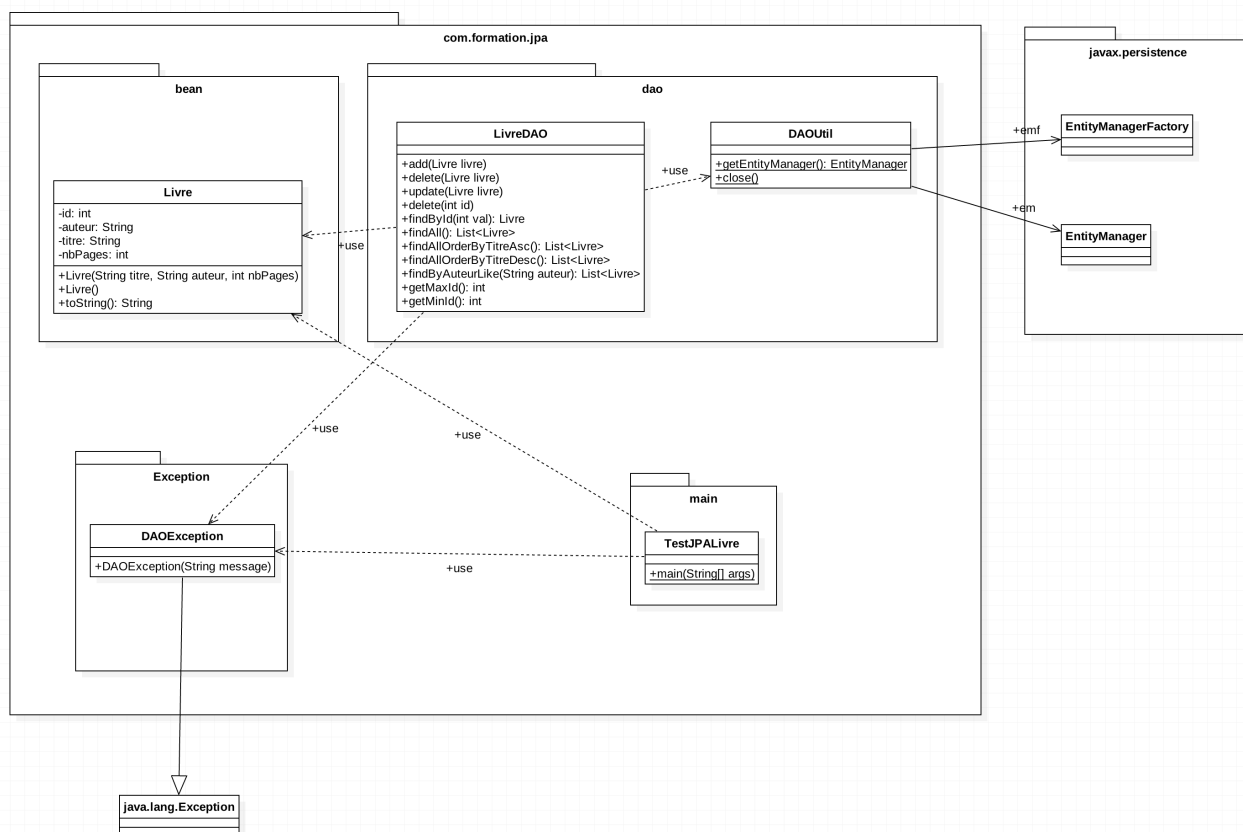 com.formation.jpa
javax.persistence
bean
dao
LivreDAO
+add(Livre livre)
+delete(Livre livre)
+update(Livre livre)
+delete(int id)
+findById(int val): Livre
+findAll(): List<Livre>
+findAllOrderByTitreAsc(): List<Livre>
+findAllOrderByTitreDesc(): List<Livre>
+findByAuteurLike(String auteur): List<Livre>
+getMaxId(): int
+getMinId(): int
+use
DAOUtil
+getEntityManager(): EntityManager
+close()
+emf
EntityManagerFactory
+em
EntityManager
Livre
-id: int
-auteur: String
-titre: String
-nbPages: int
+Livre(String titre, String auteur, int nbPages)
+Livre()
+toString(): String
+use
+use
+use
Exception
DAOException
+DAOException(String message)
+use
main
TestJPALivre
+main(String[] args)
java.lang.Exception